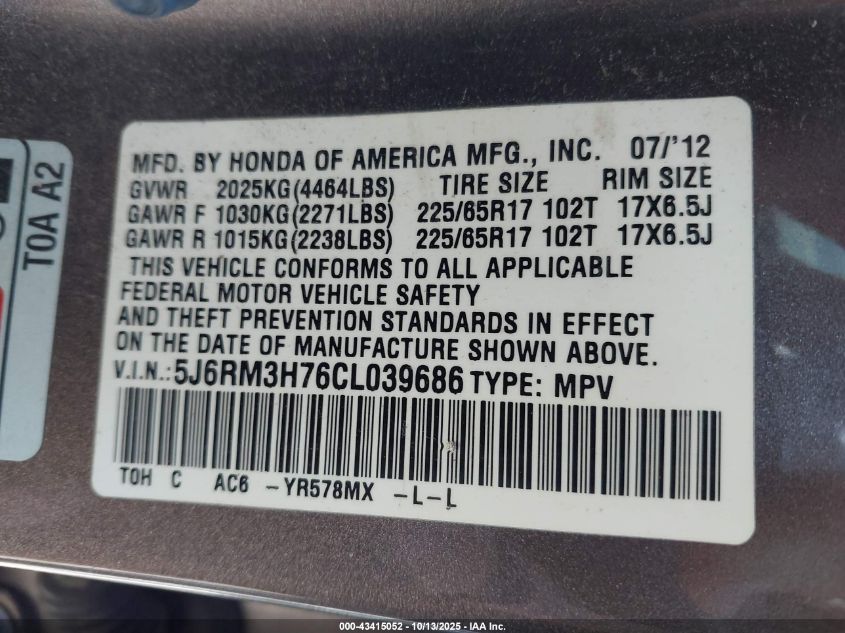 MFD. BY HONDA OF AMERICA MFG., INC. 07/'12
GVWR 2025KG(4464LBS) TIRE SIZE RIM SIZE
GAWR F 1030KG(2271LBS) 225/65R17 102T 17X6.5J
GAWR R 1015KG(2238LBS) 225/65R17 102T 17X6.5J
THIS VEHICLE CONFORMS TO ALL APPLICABLE
FEDERAL MOTOR VEHICLE SAFETY
AND THEFT PREVENTION STANDARDS IN EFFECT
ON THE DATE OF MANUFACTURE SHOWN ABOVE.
V.I.N.:5J6RM3H76CL039686 TYPE: MPV
TOH C AC6 -YR578MX -L-L
T0A A2
000-43415052 | 10/13/2025 - IAA Inc.